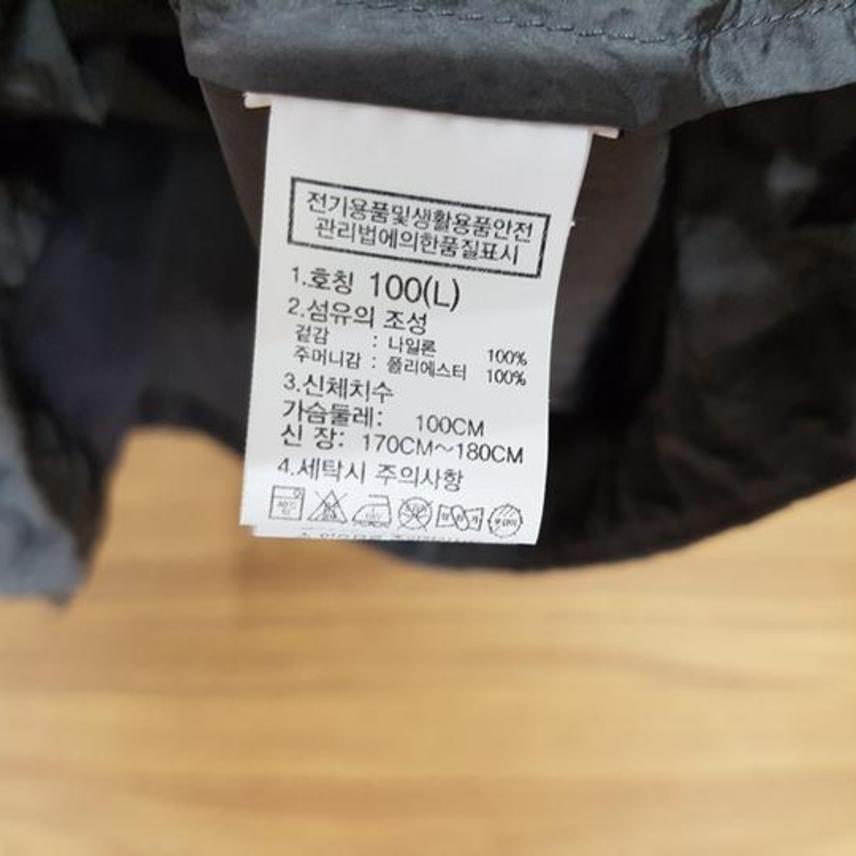 전기용품및생활용품안전
관리법에의한품질표시
1.호칭 100(L)
2.섬유의 조성
겉감 : 나일론 100%
주머니감 : 폴리에스터 100%
3.신체치수
가슴둘레: 100CM
신 장: 170CM~180CM
4.세탁시 주의사항